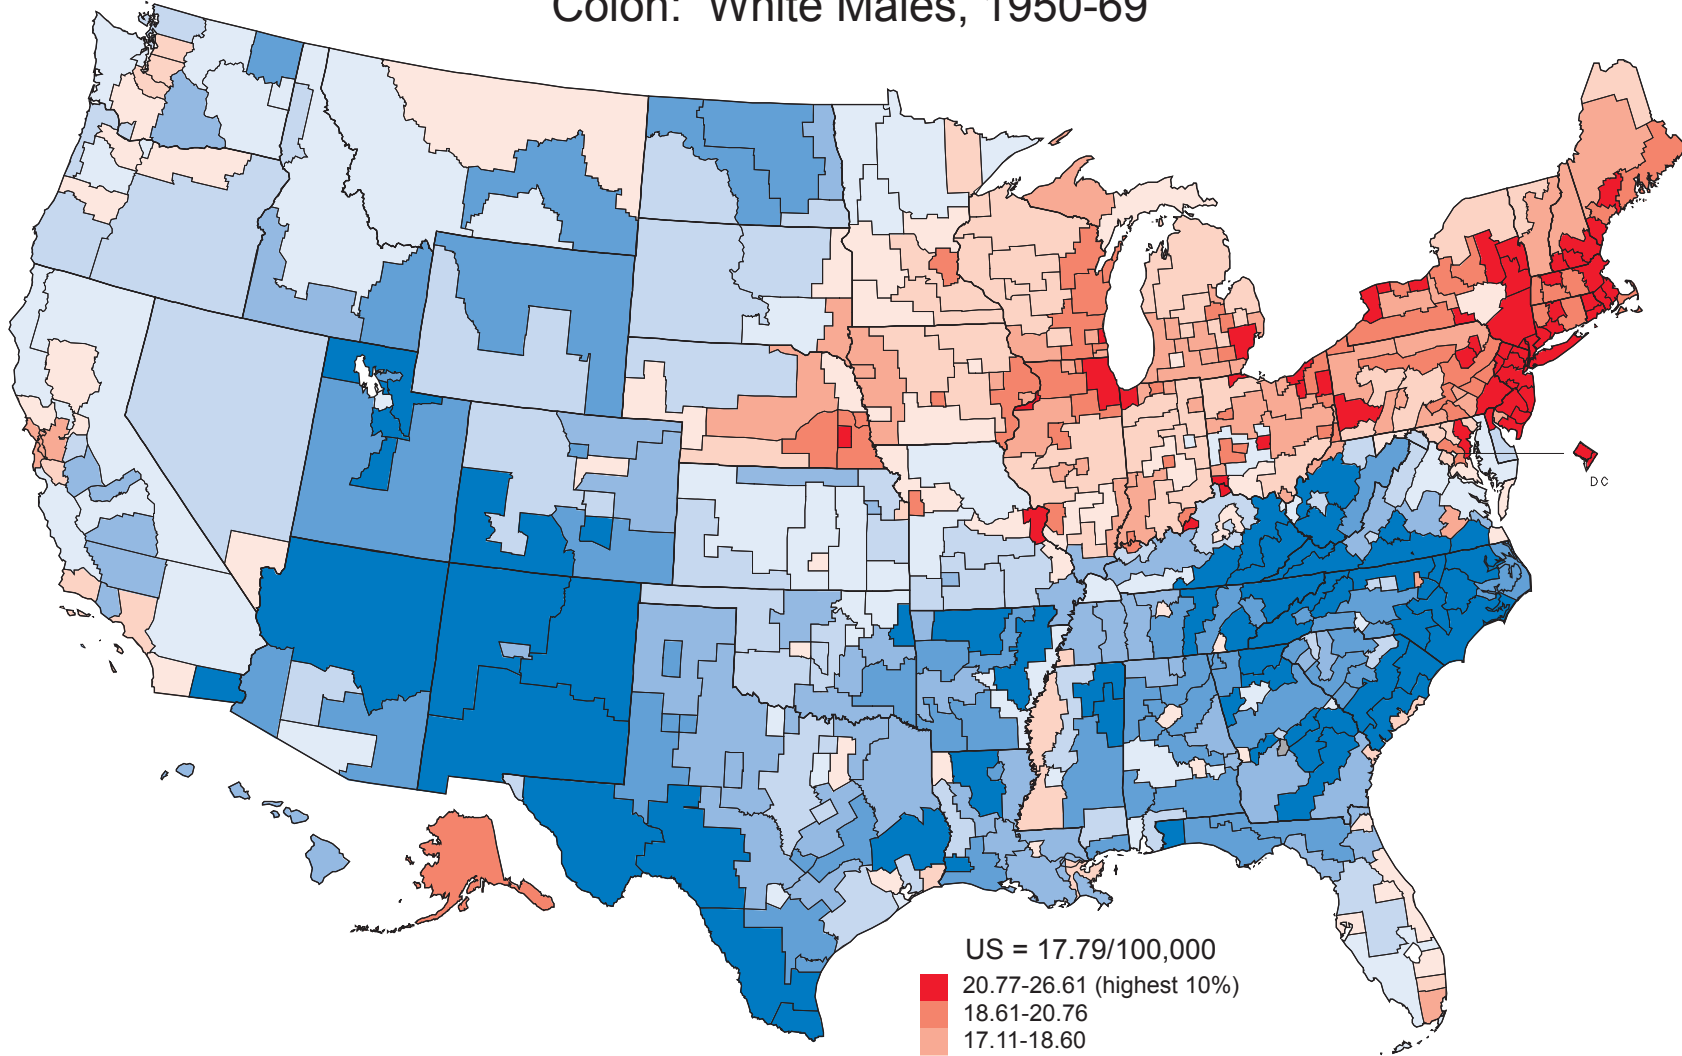 Colon: White Males, 1950-69
DC
US = 17.79/100,000
20.77-26.61 (highest 10%)
18.61-20.76
17.11-18.60